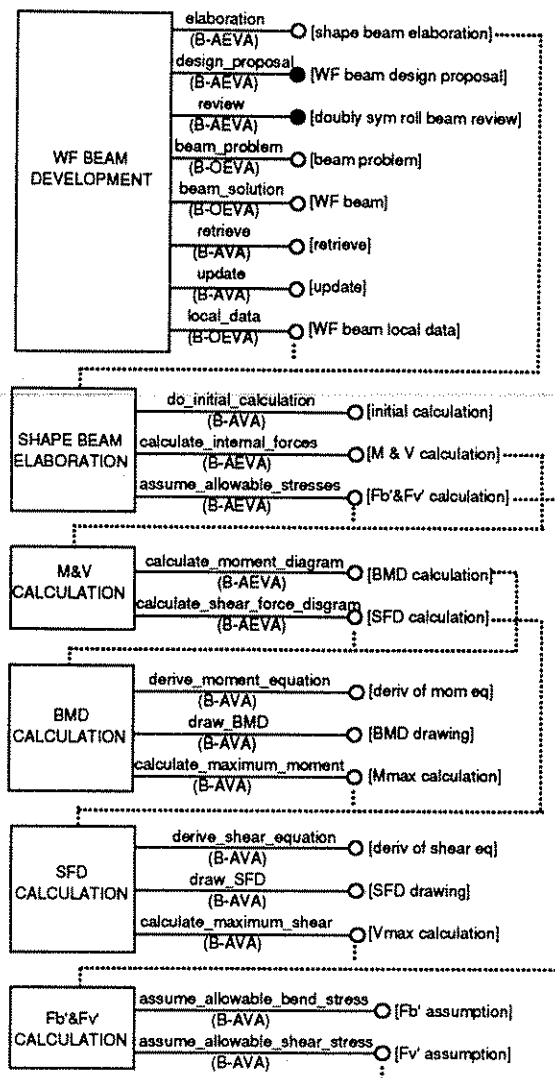 elaboration
(B-AEVA)
[shape beam elaboration]
design_proposal
(B-AEVA)
[WF beam design proposal]
review
(B-AEVA)
[doubly sym roll beam review]
WF BEAM
DEVELOPMENT
beam_problem
(B-OEVA)
[beam problem]
beam_solution
(B-OEVA)
[WF beam]
retrieve
(B-AVA)
[retrieve]
update
(B-AVA)
[update]
local_data
(B-OEVA)
[WF beam local data]
SHAPE BEAM
ELABORATION
do_initial_calculation
(B-AVA)
[initial calculation]
calculate_internal_forces
(B-AEVA)
[M & V calculation]
assume_allowable_stresses
(B-AEVA)
[Fb'&Fv' calculation]
M&V
CALCULATION
calculate_moment_diagram
(B-AEVA)
[BMD calculation]
calculate_shear_force_disgram
(B-AEVA)
[SFD calculation]
BMD
CALCULATION
derive_moment_equation
(B-AVA)
[deriv of mom eq]
draw_BMD
(B-AVA)
[BMD drawing]
calculate_maximum_moment
(B-AVA)
[Mmax calculation]
SFD
CALCULATION
derive_shear_equation
(B-AVA)
[deriv of shear eq]
draw_SFD
(B-AVA)
[SFD drawing]
calculate_maximum_shear
(B-AVA)
[Vmax calculation]
Fb'&Fv'
CALCULATION
assume_allowable_bend_stress
(B-AVA)
[Fb' assumption]
assume_allowable_shear_stress
(B-AVA)
[Fv' assumption]